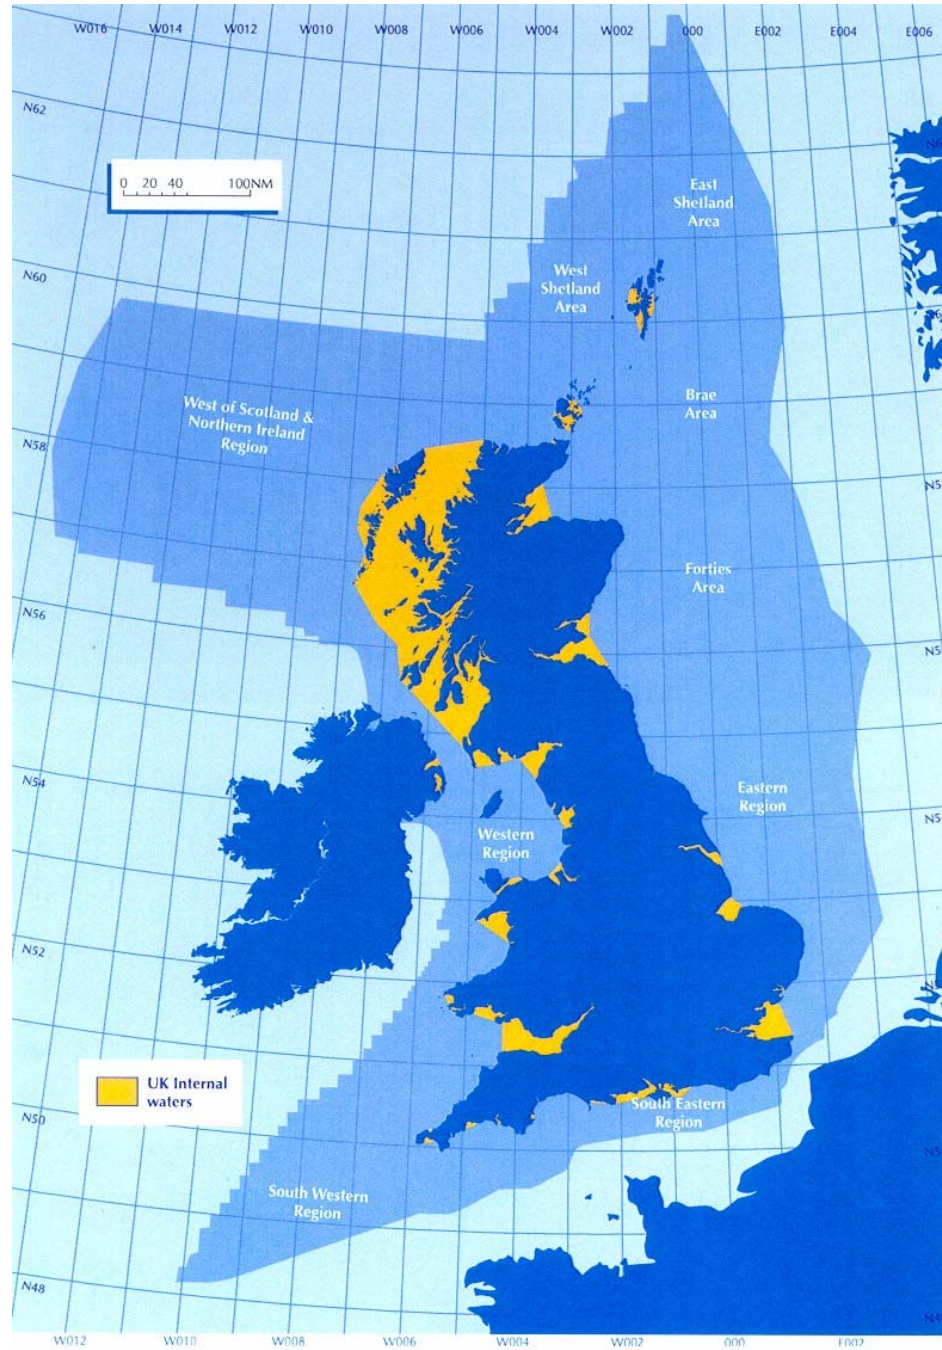 W016 W014 W012 W010 W008 W006 W004 W002 000 E002 E004 E006
N62
0 20 40 100NM
East
Shetland
Area
West
Shetland
Area
N60
Brae
Area
West of Scotland &
Northern Ireland
Region
N58
Forties
Area
N56
Eastern
Region
N54
Western
Region
N52
UK Internal
waters
South Eastern
Region
N50
South Western
Region
N48
W012 W010 W008 W006 W004 W002 000 E002